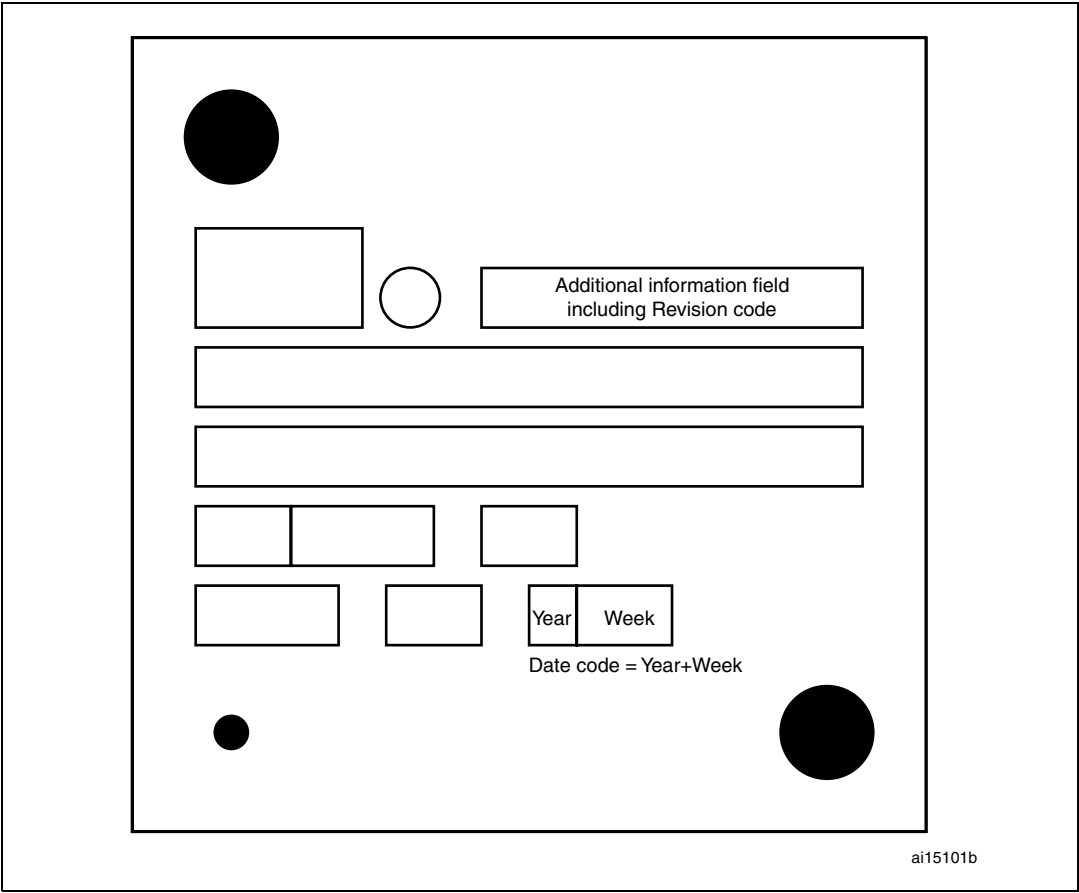 Additional information field
including Revision code
Year Week
Date code = Year+Week
ai15101b